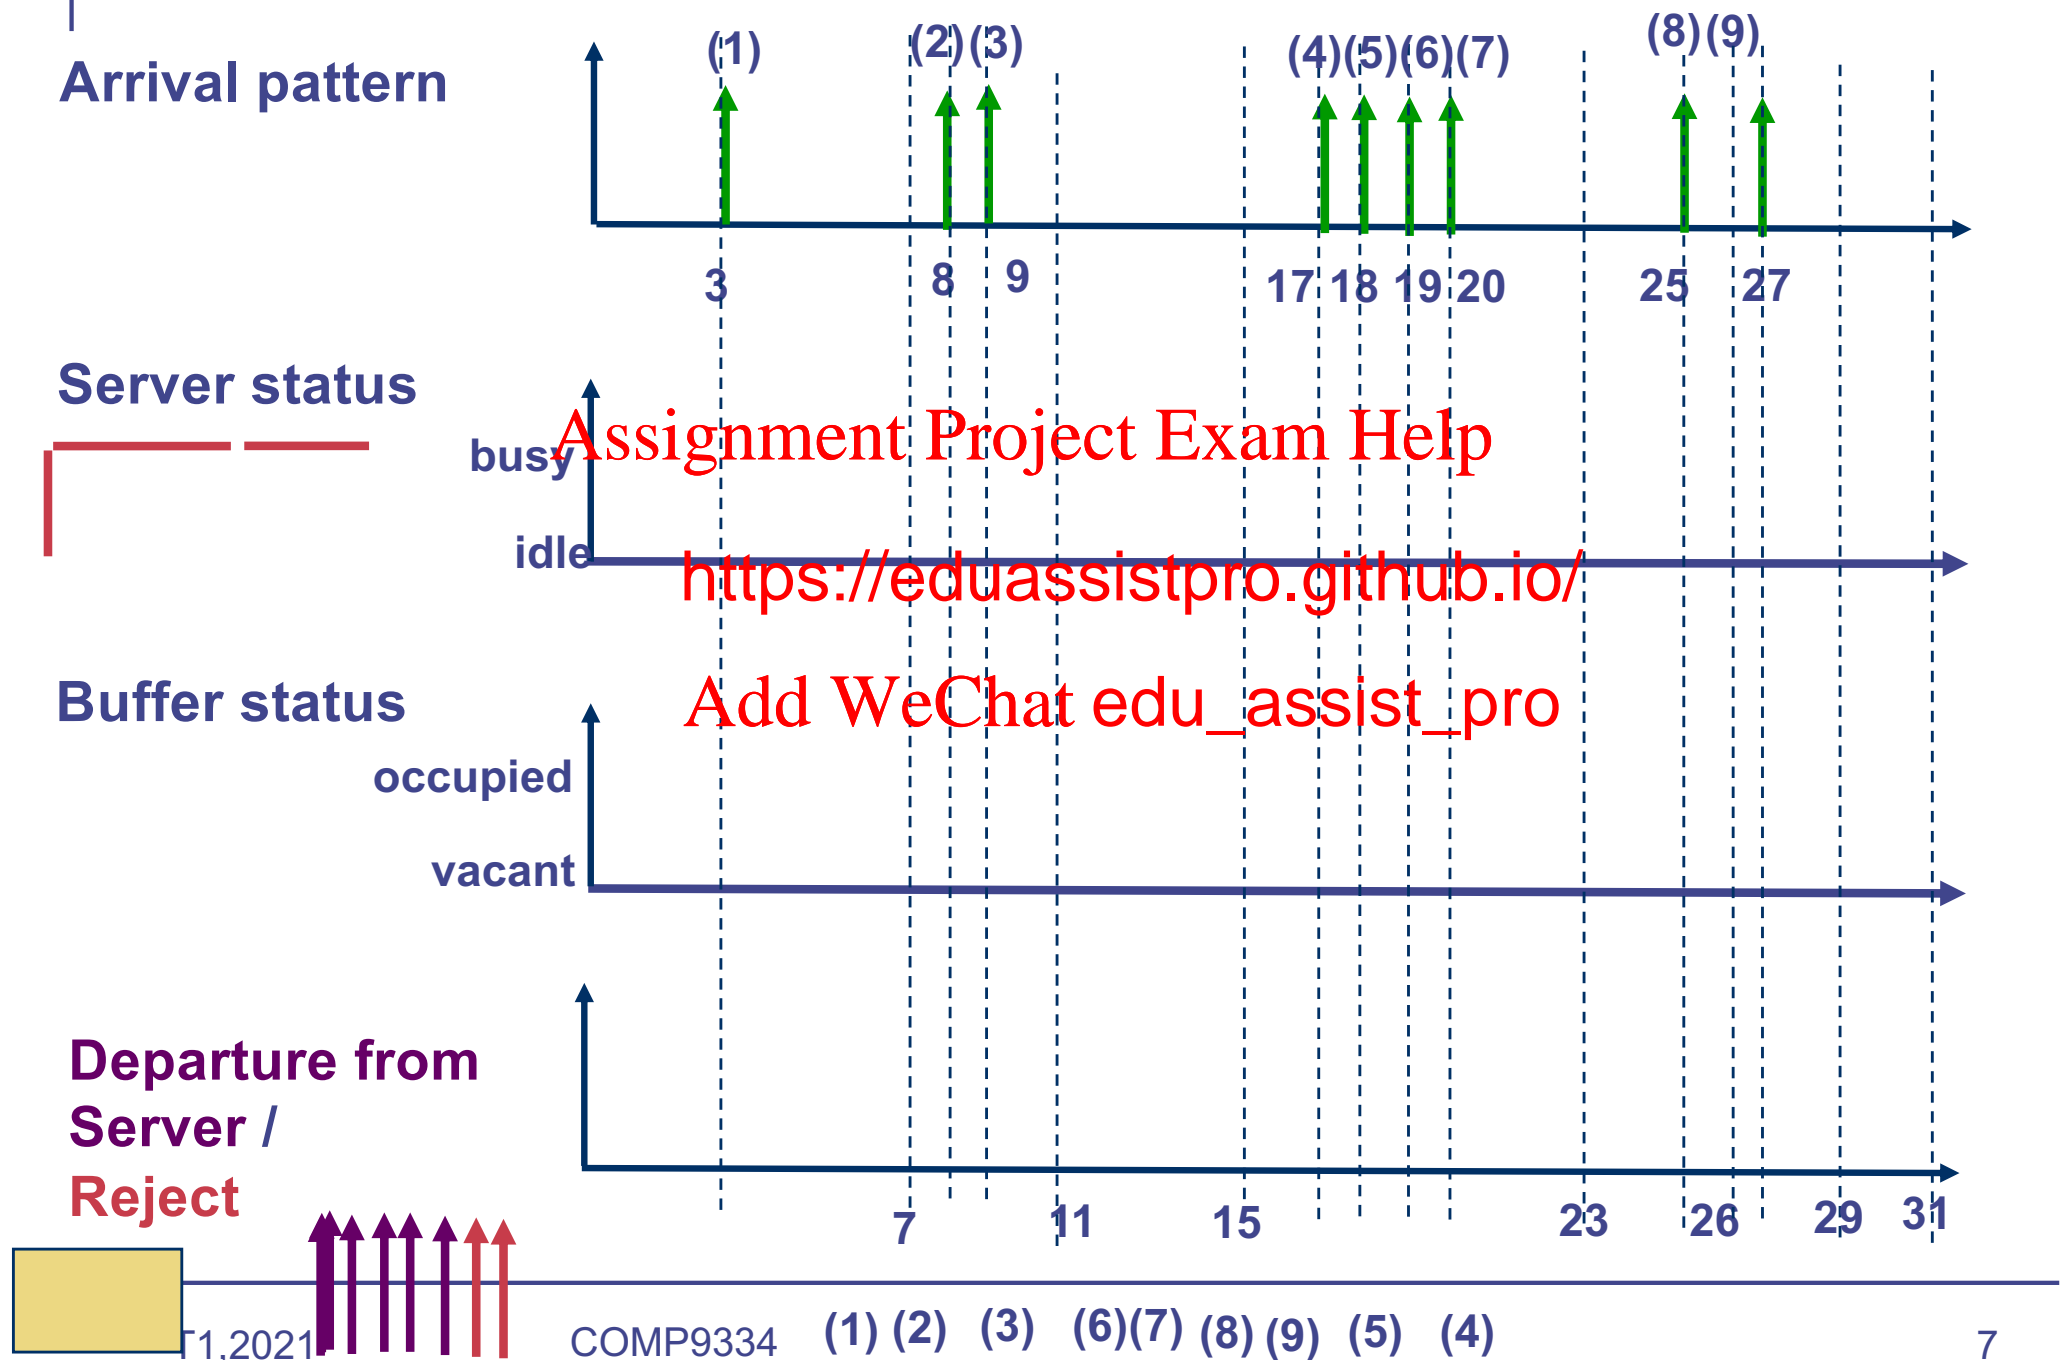 (1) (2) (3) (4) (5) (6) (7) (8) (9)
Arrival pattern
3 8 9 17 18 19 20 25 27
Server status
busy
Assignment Project Exam Help
idle
https://eduassistpro.github.io/
Buffer status
Add WeChat edu_assist_pro
occupied
vacant
Departure from
Server /
Reject
7 11 15 23 26 29 31
T1,2021
COMP9334
(1) (2) (3) (6) (7) (8) (9) (5) (4)
7